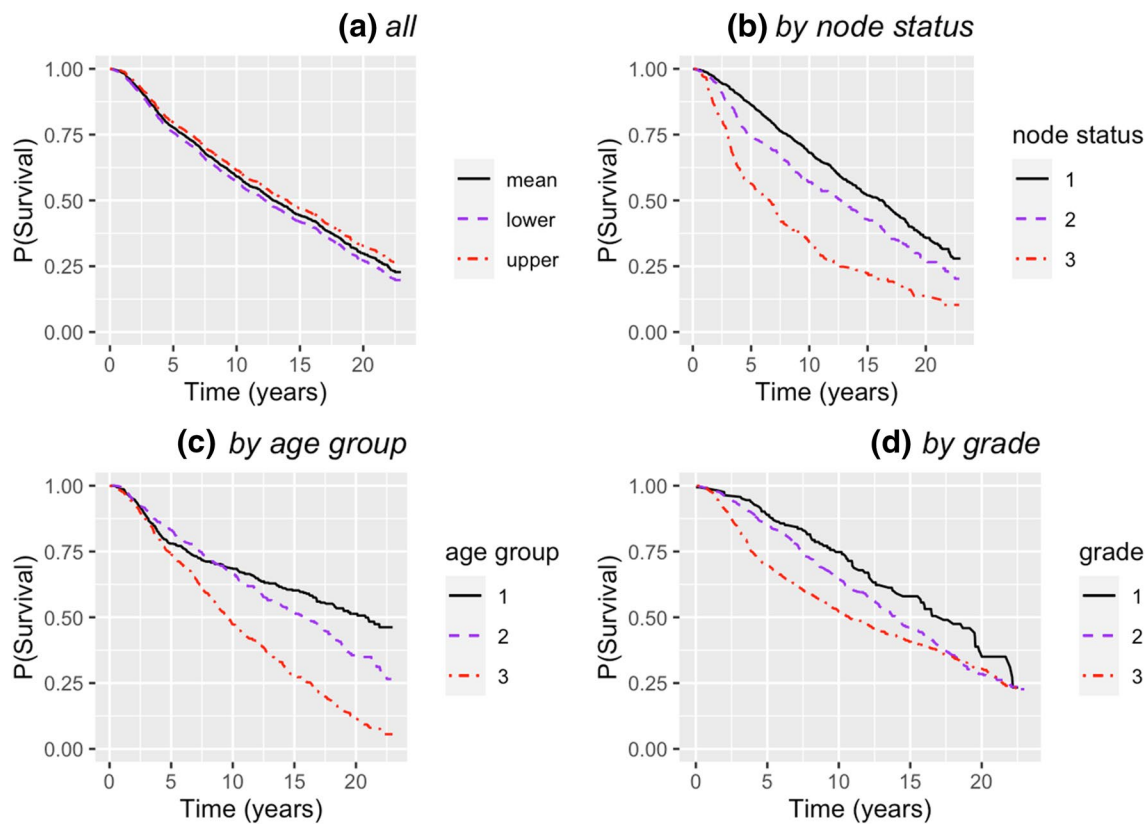 (a) all
P(Survival)
1.00
0.75
0.50
0.25
0.00
0 5 10 15 20
Time (years)
mean
lower
upper
(b) by node status
P(Survival)
1.00
0.75
0.50
0.25
0.00
0 5 10 15 20
Time (years)
node status
1
2
3
(c) by age group
P(Survival)
1.00
0.75
0.50
0.25
0.00
0 5 10 15 20
Time (years)
age group
1
2
3
(d) by grade
P(Survival)
1.00
0.75
0.50
0.25
0.00
0 5 10 15 20
Time (years)
grade
1
2
3